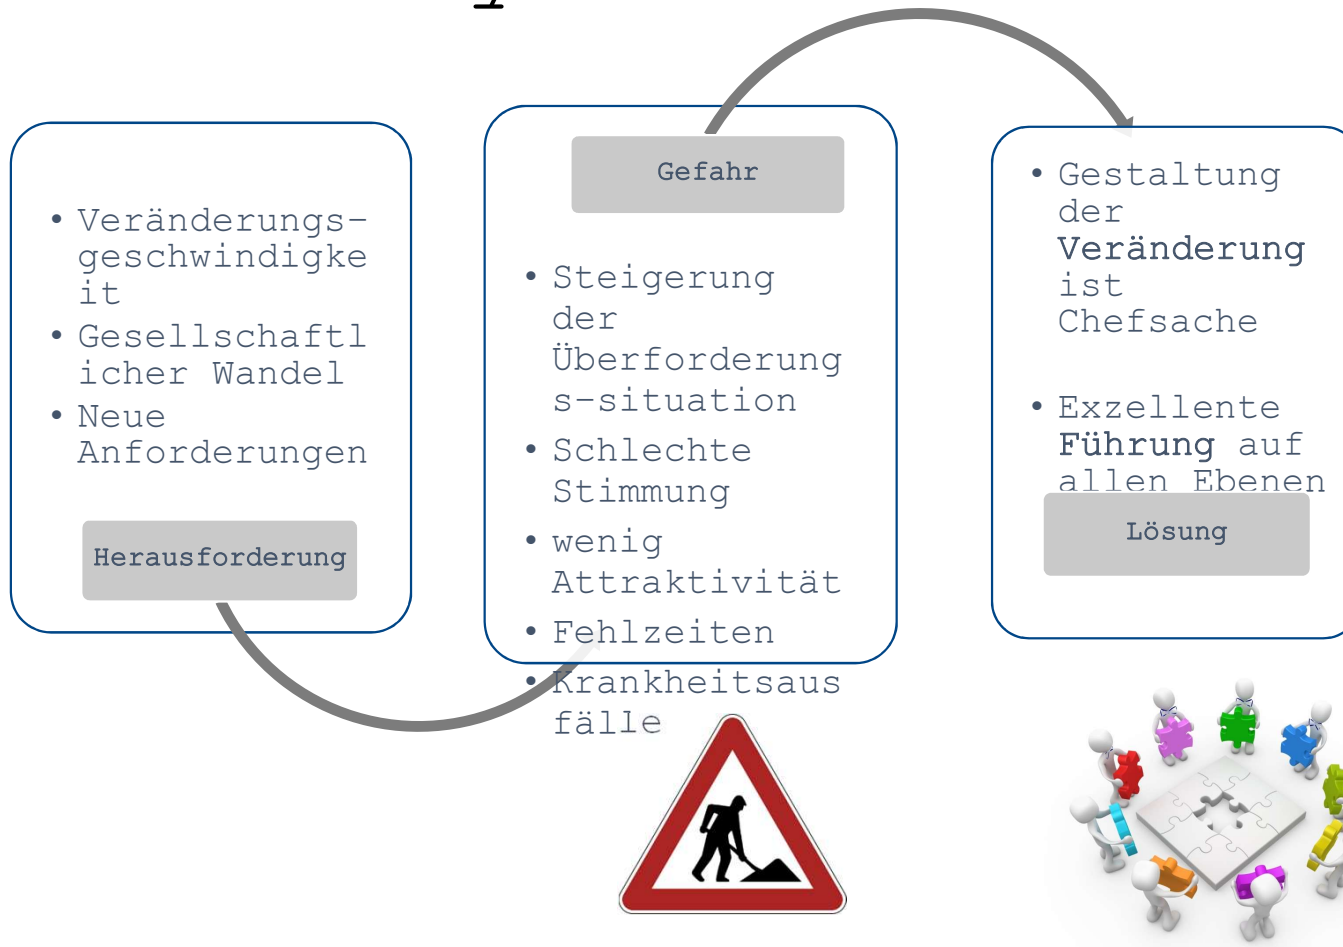 • Veränderungs-
geschwindigke
it
• Gesellschaftl
icher Wandel
• Neue
Anforderungen
Herausforderung
Gefahr
• Steigerung
der
Überforderung
s-situation
• Schlechte
Stimmung
• wenig
Attraktivität
• Fehlzeiten
• Krankheitsaus
fälle
• Gestaltung
der
Veränderung
ist
Chefsache
• Exzellente
Führung auf
allen Ebenen
Lösung